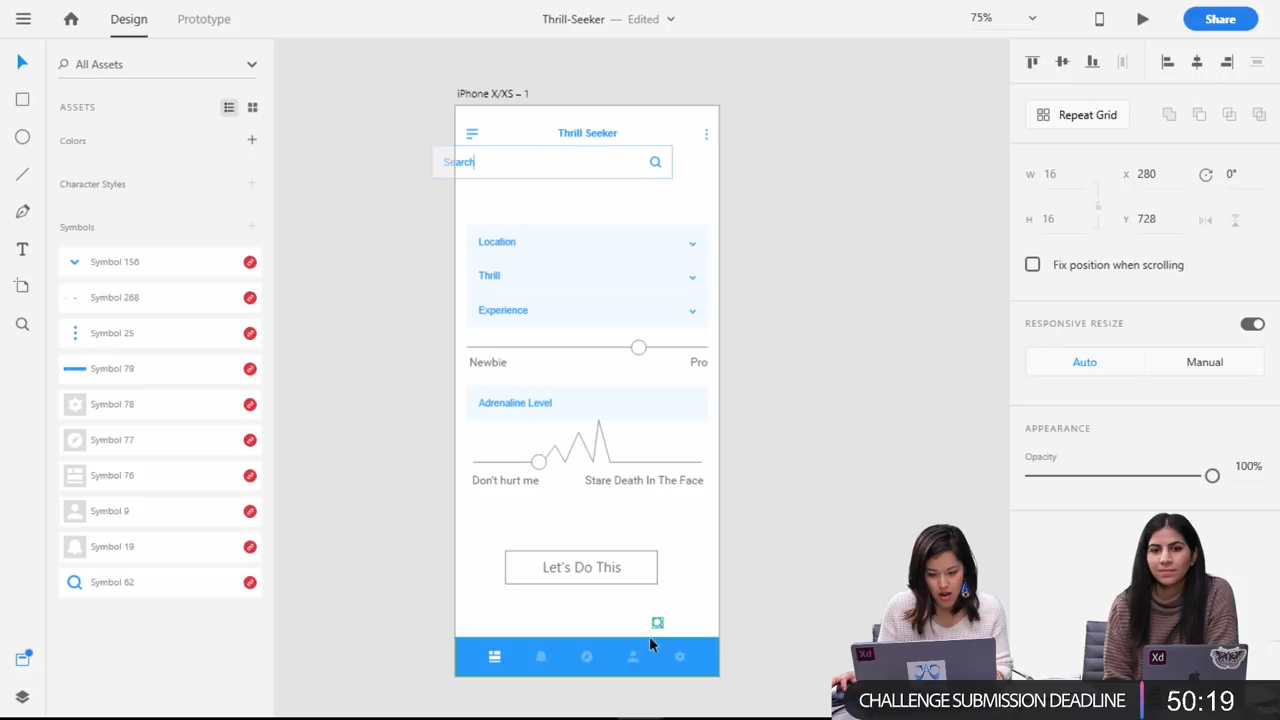 Design
Prototype
Thrill-Seeker — Edited
75%
Share
All Assets
ASSETS
Colors
Character Styles
Symbols
Symbol 156
Symbol 268
Symbol 25
Symbol 79
Symbol 78
Symbol 77
Symbol 76
Symbol 9
Symbol 19
Symbol 62
iPhone X/XS – 1
Thrill Seeker
Search
Location
Thrill
Experience
Newbie
Pro
Adrenaline Level
Don't hurt me
Stare Death In The Face
Let's Do This
Repeat Grid
W 16
X 280
0°
H 16
Y 728
Fix position when scrolling
RESPONSIVE RESIZE
Auto
Manual
APPEARANCE
Opacity
100%
Xd
Xd
CHALLENGE SUBMISSION DEADLINE
50:19